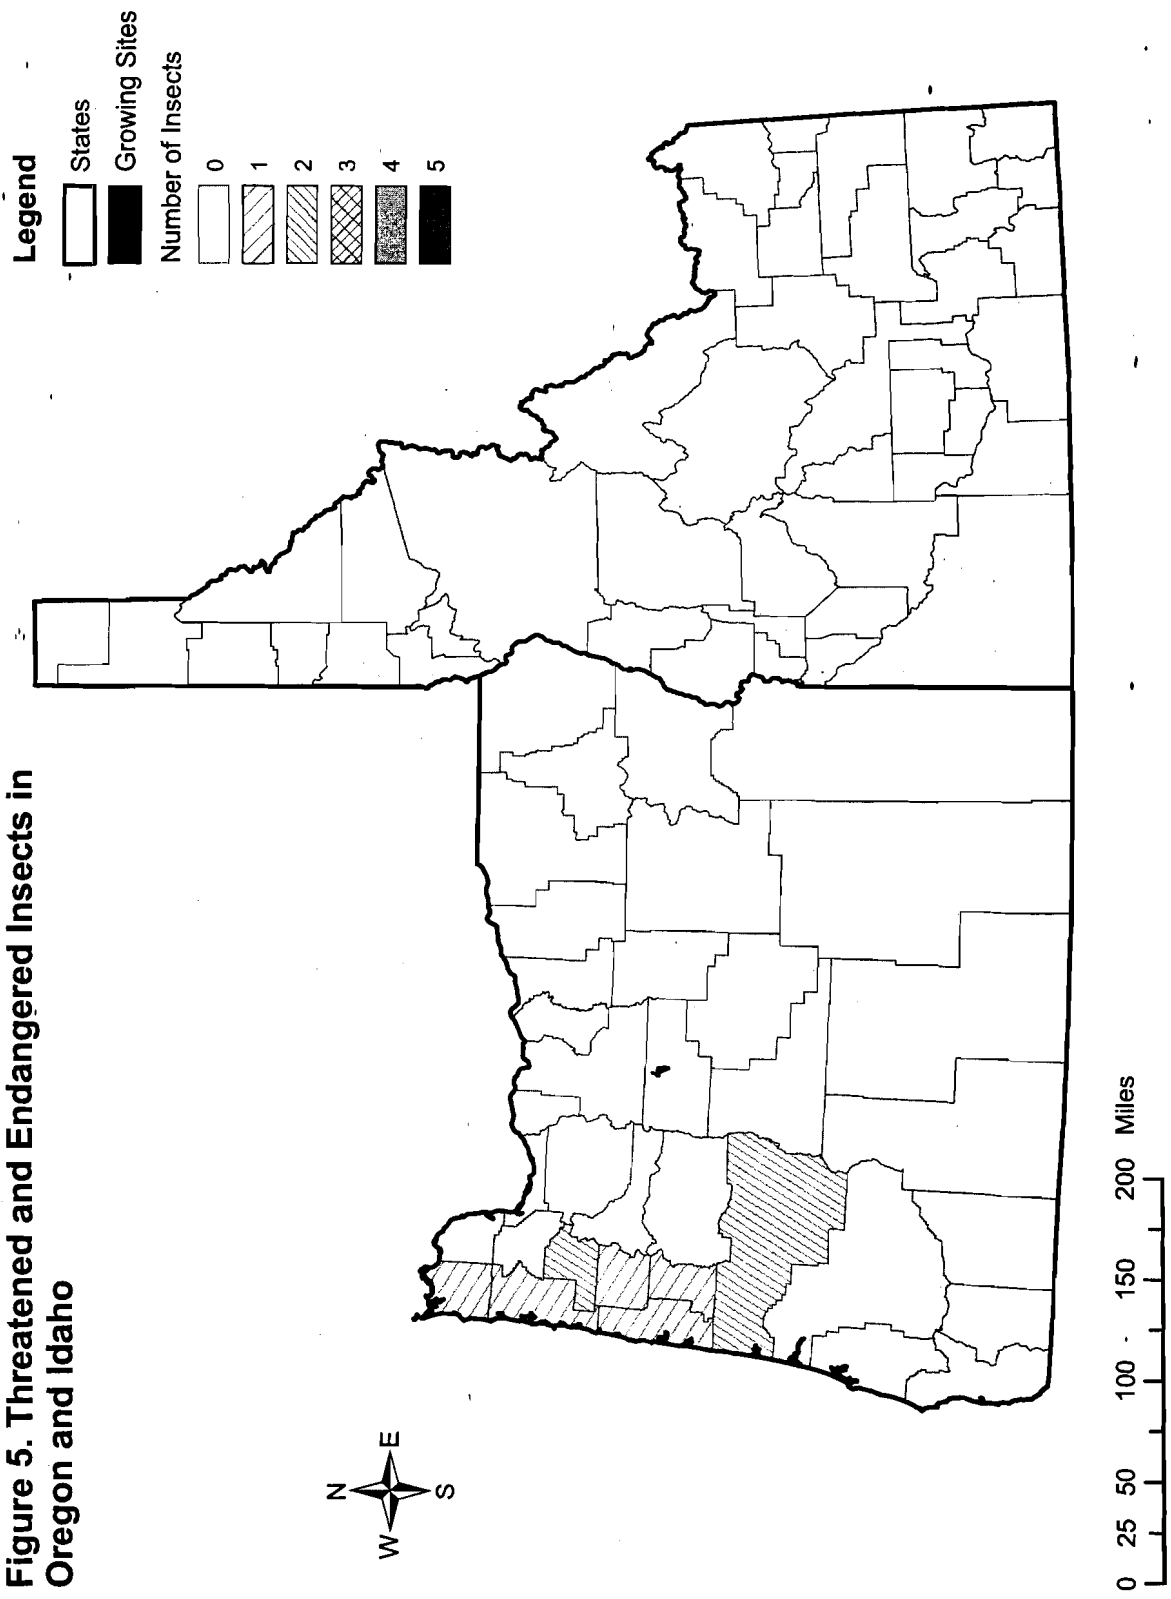 Figure 5. Threatened and Endangered Insects in
Oregon and Idaho
Legend
States
Growing Sites
Number of Insects
0
1
2
3
4
5
N
W
E
S
0 25 50 100 150 200 Miles